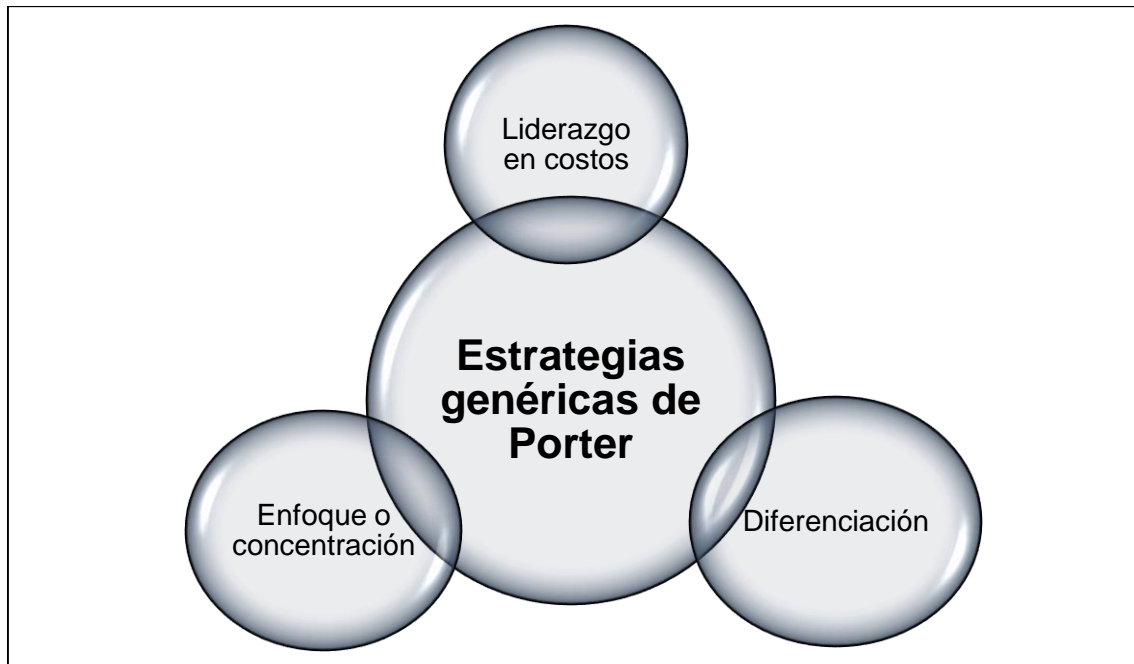 Liderazgo
en costos
Estrategias
genéricas de
Porter
Enfoque o
concentración
Diferenciación